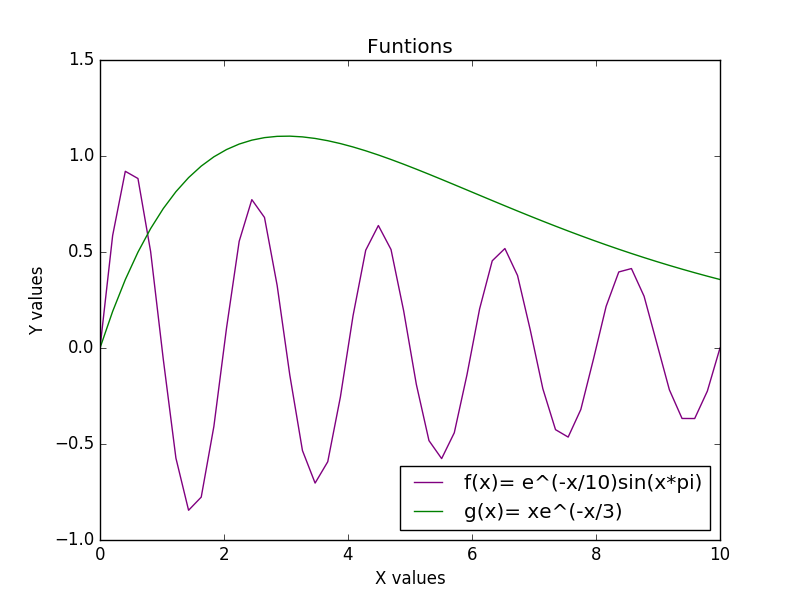 Funtions
1.5
1.0
0.5
0.0
−0.5
−1.0
Y values
f(x)= e^(-x/10)sin(x*pi)
g(x)= xe^(-x/3)
0 2 4 6 8 10
X values